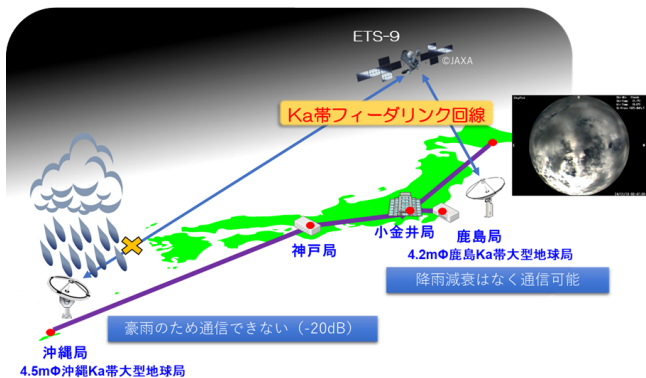 ETS-9
©JAXA
Ka帯フィーダリンク回線
小金井局
神戸局
鹿島局
4.2mΦ鹿島Ka帯大型地球局
降雨減衰はなく通信可能
豪雨のため通信できない（-20dB）
沖縄局
4.5mΦ沖縄Ka帯大型地球局